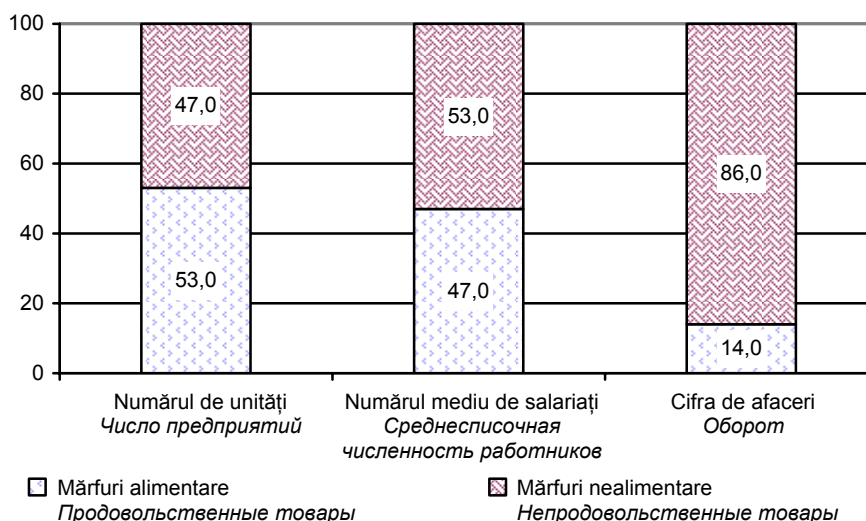 100
80
60
40
20
0
47,0
53,0
86,0
53,0
47,0
14,0
Numărul de unități
Число предприятий
Numărul mediu de salariați
Среднесписочная
численность работников
Cifra de afaceri
Оборот
Mărfuri alimentare
Продовольственные товары
Mărfuri nealimentare
Непродовольственные товары